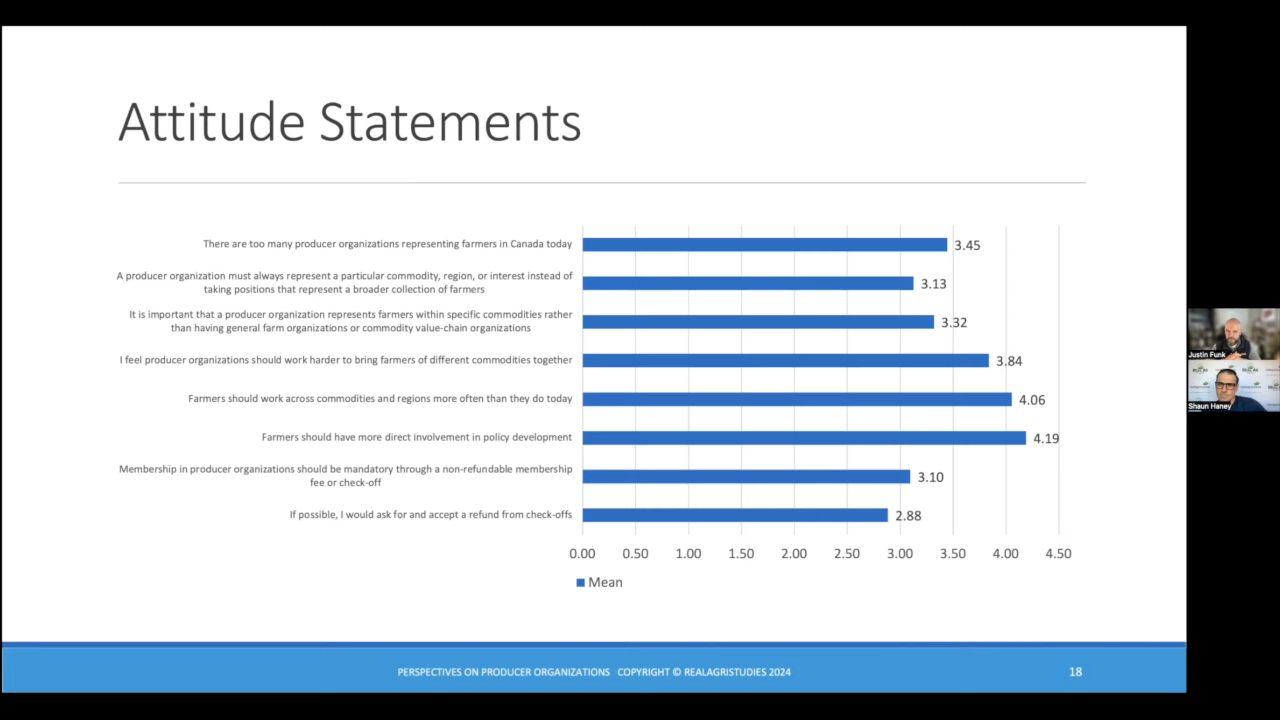 Attitude Statements
There are too many producer organizations representing farmers in Canada today
3.45
A producer organization must always represent a particular commodity, region, or interest instead of
taking positions that represent a broader collection of farmers
3.13
It is important that a producer organization represents farmers within specific commodities rather
than having general farm organizations or commodity value-chain organizations
3.32
I feel producer organizations should work harder to bring farmers of different commodities together
3.84
Farmers should work across commodities and regions more often than they do today
4.06
Farmers should have more direct involvement in policy development
4.19
Membership in producer organizations should be mandatory through a non-refundable membership
fee or check-off
3.10
If possible, I would ask for and accept a refund from check-offs
2.88
0.00 0.50 1.00 1.50 2.00 2.50 3.00 3.50 4.00 4.50
Mean
PERSPECTIVES ON PRODUCER ORGANIZATIONS COPYRIGHT © REALAGRISTUDIES 2024
18
Justin Funk
Shaun Haney